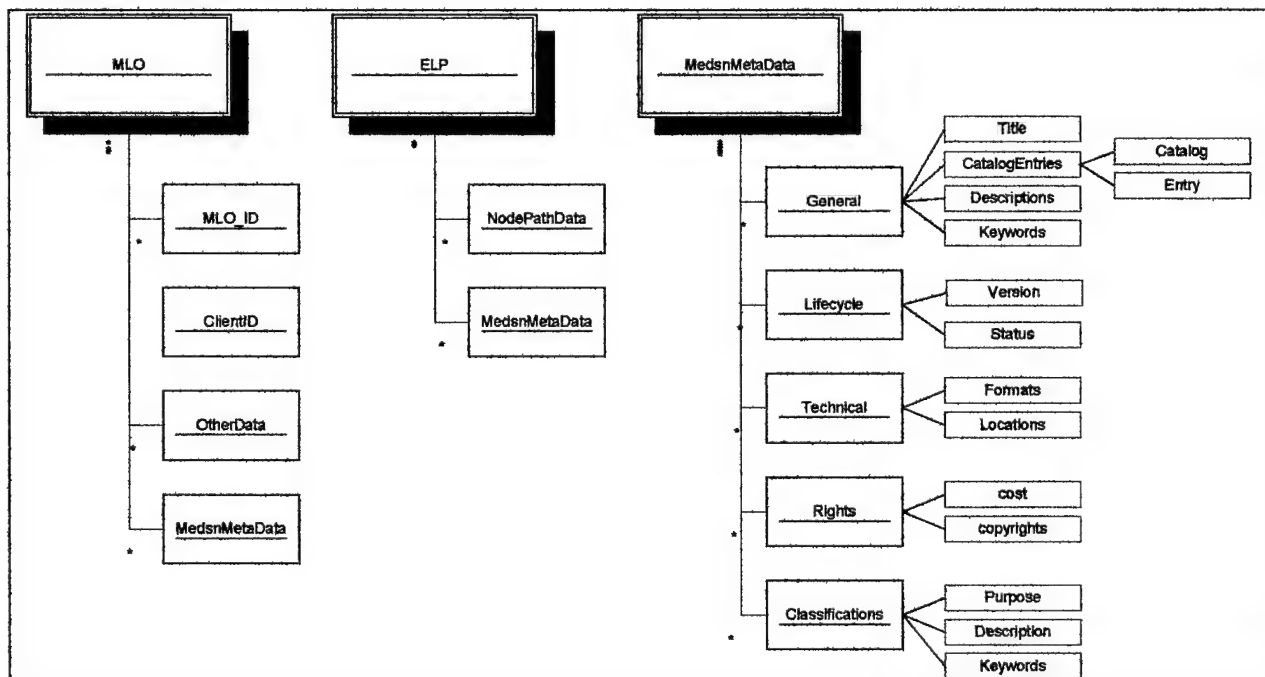 MLO
ELP
MedsnMetaData
MLO_ID
ClientID
OtherData
MedsnMetaData
NodePathData
MedsnMetaData
General
Title
CatalogEntries
Catalog
Entry
Descriptions
Keywords
Lifecycle
Version
Status
Technical
Formats
Locations
Rights
cost
copyrights
Classifications
Purpose
Description
Keywords